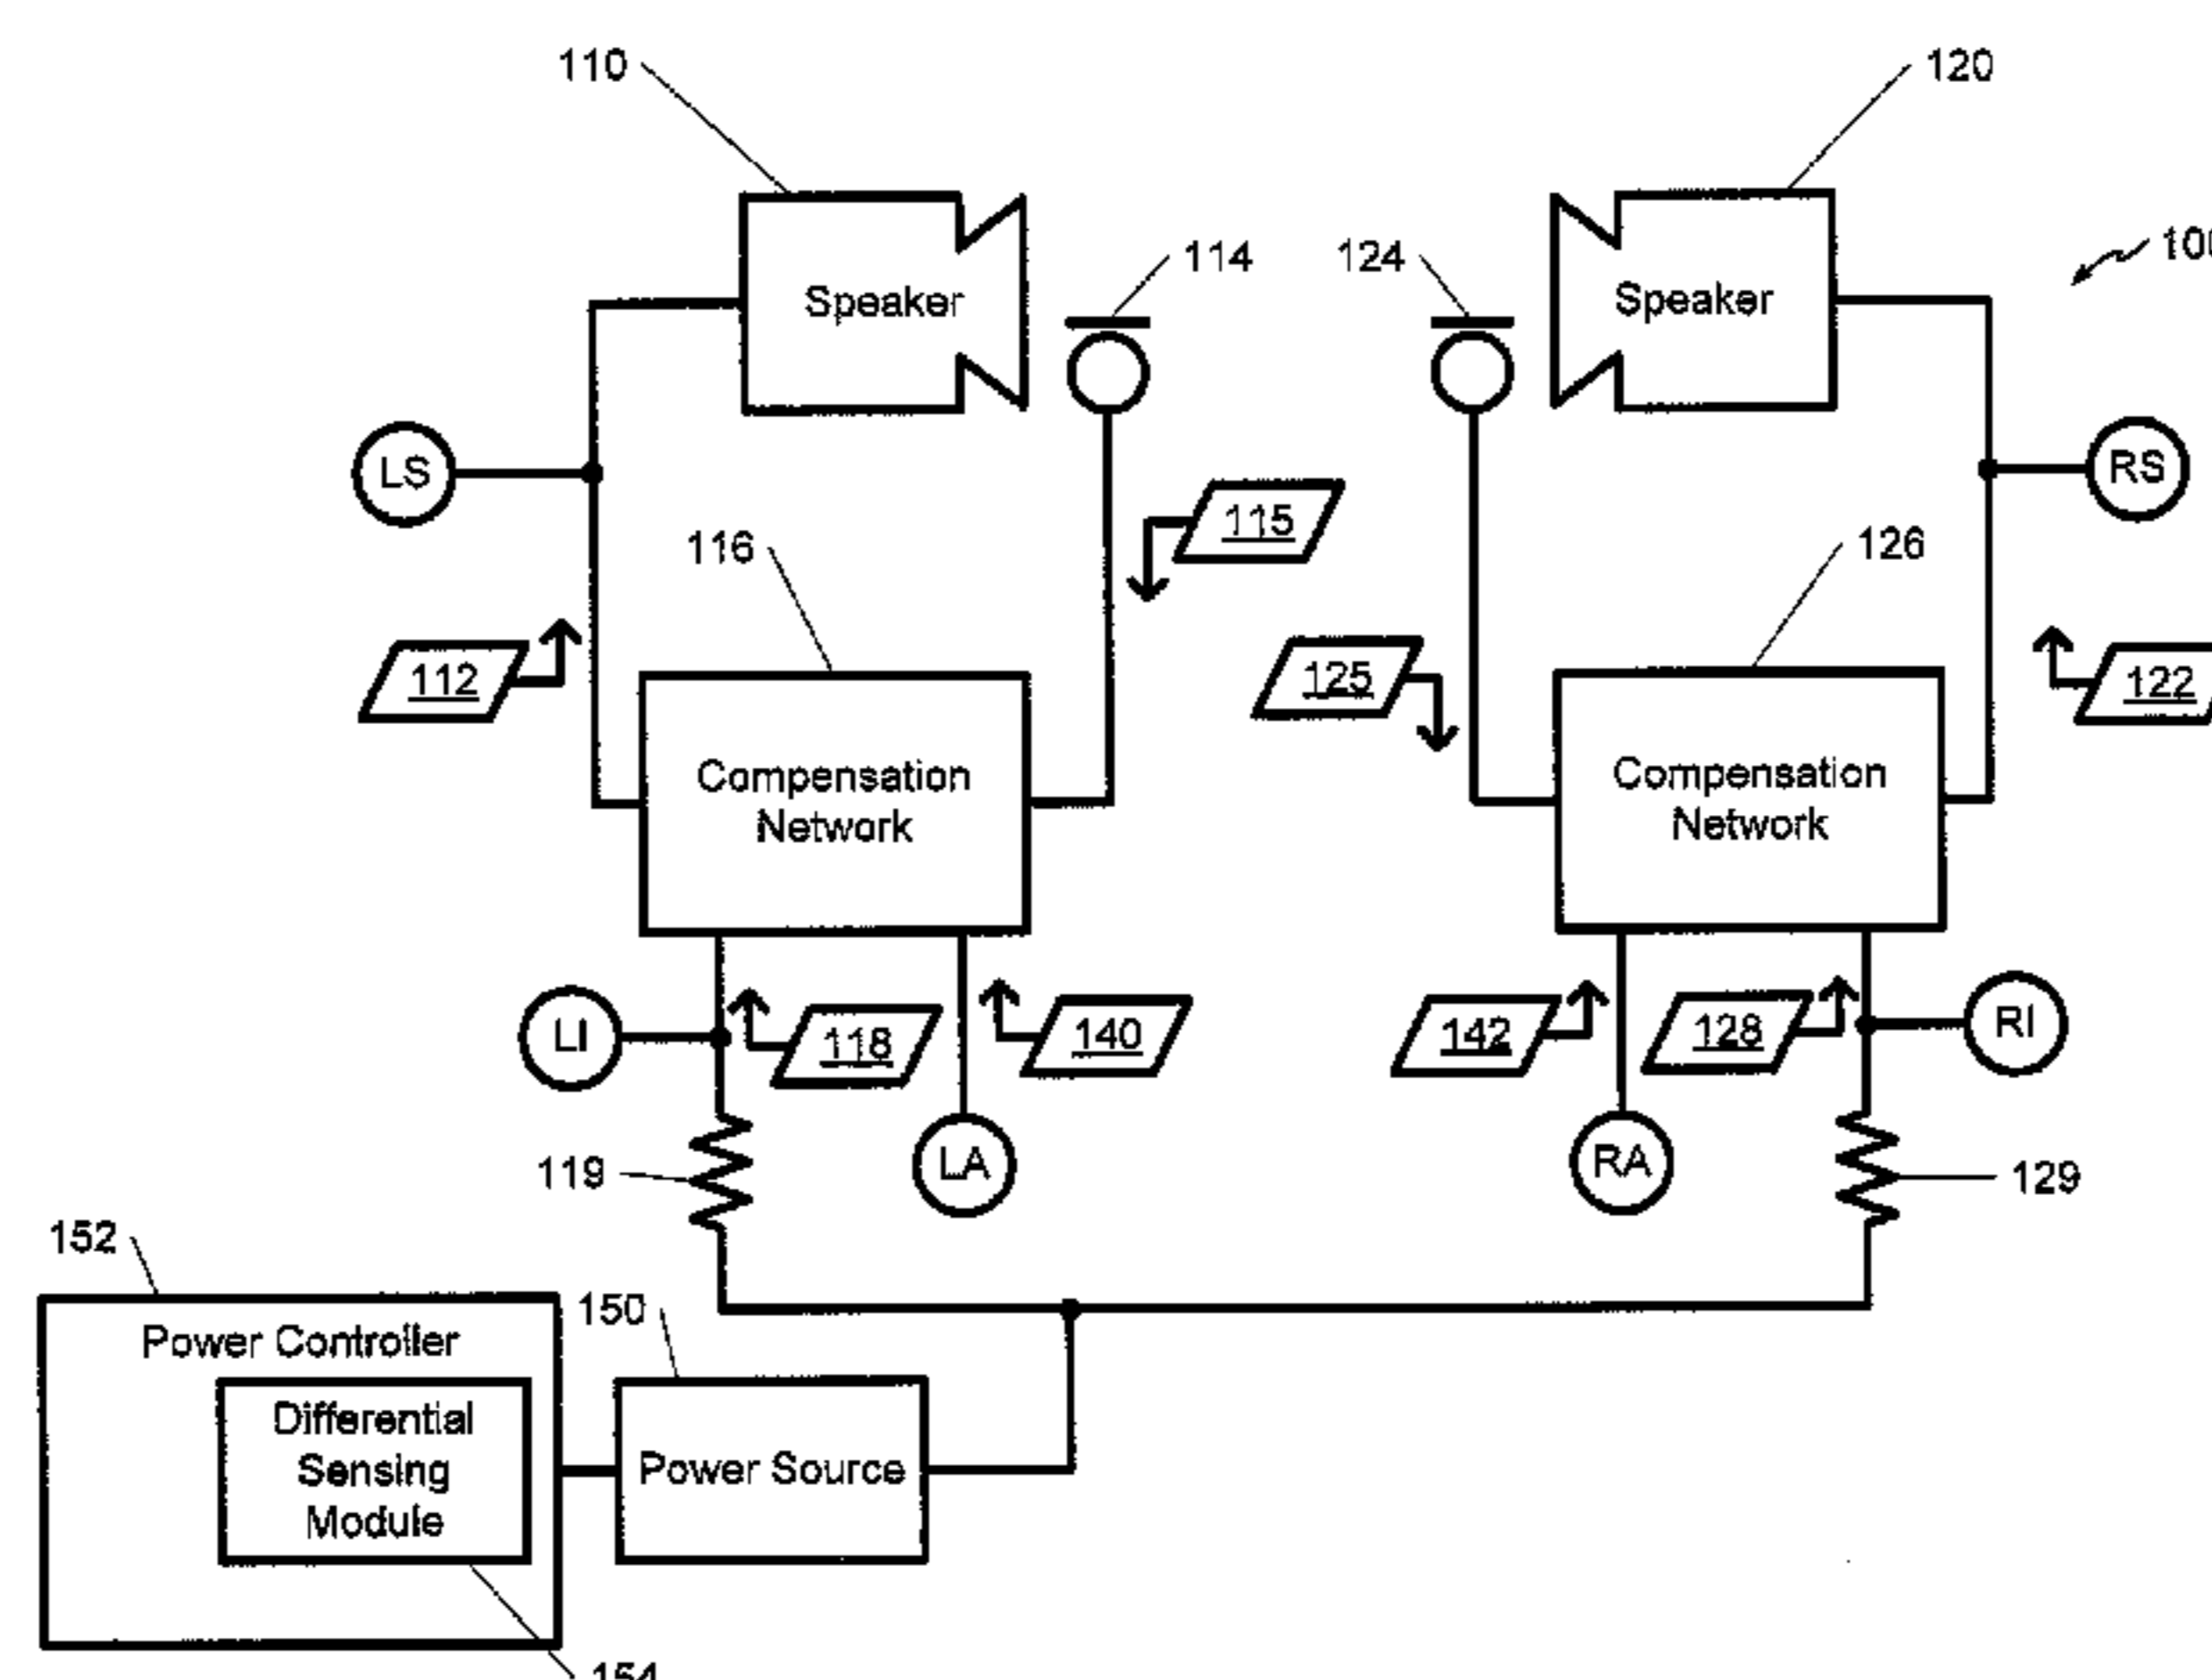 110
120
114
124
100
Speaker
Speaker
LS
RS
115
116
126
112
125
122
Compensation
Network
Compensation
Network
LI
118
140
142
128
RI
119
LA
RA
129
152
150
Power Controller
Differential
Sensing
Module
Power Source
154